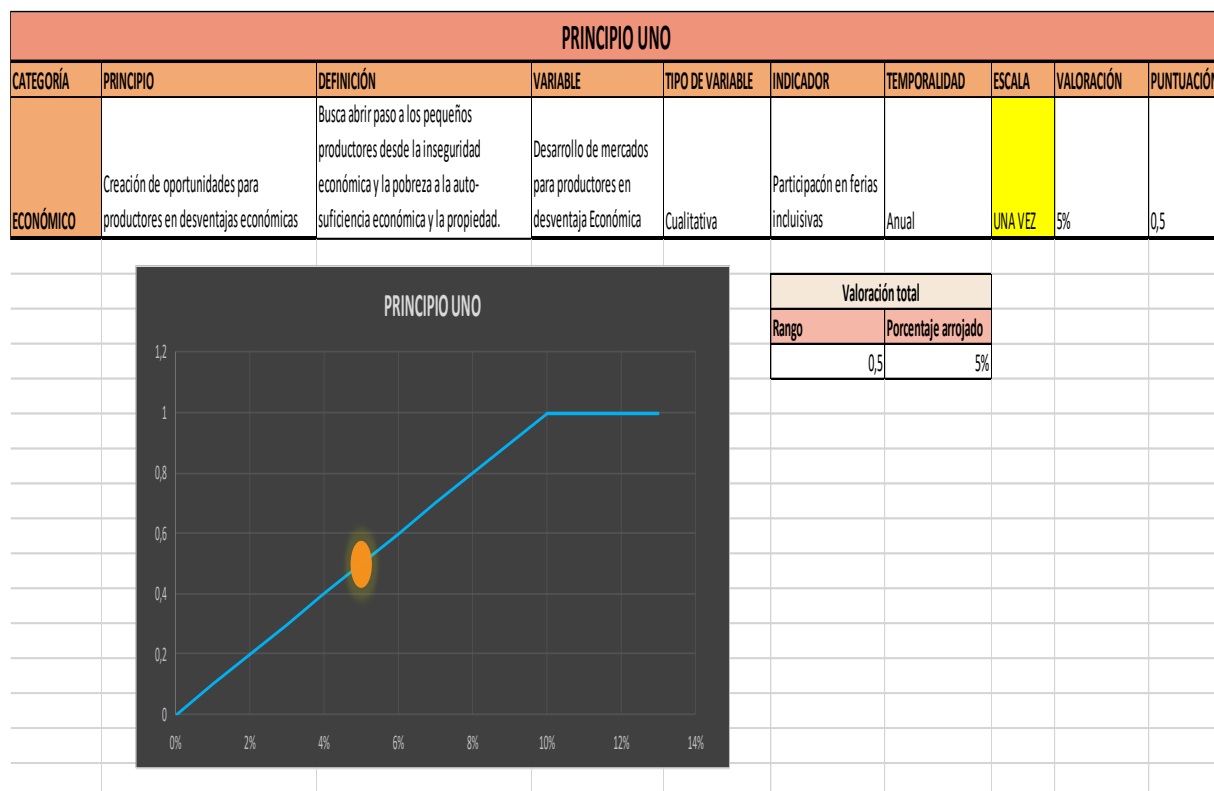 PRINCIPIO UNO
CATEGORÍA PRINCIPIO DEFINICIÓN VARIABLE TIPO DE VARIABLE INDICADOR TEMPORALIDAD ESCALA VALORACIÓN PUNTUACIÓN
ECONÓMICO
Creación de oportunidades para
productores en desventajas económicas
Busca abrir paso a los pequeños
productores desde la inseguridad
económica y la pobreza a la auto-
suficiencia económica y la propiedad.
Desarrollo de mercados
para productores en
desventaja Económica
Cualitativa
Participacón en ferias
incluisivas
Anual
UNA VEZ
5%
0,5
PRINCIPIO UNO
1,2
1
0,8
0,6
0,4
0,2
0
0% 2% 4% 6% 8% 10% 12% 14%
Valoración total
Rango Porcentaje arrojado
0,5 5%